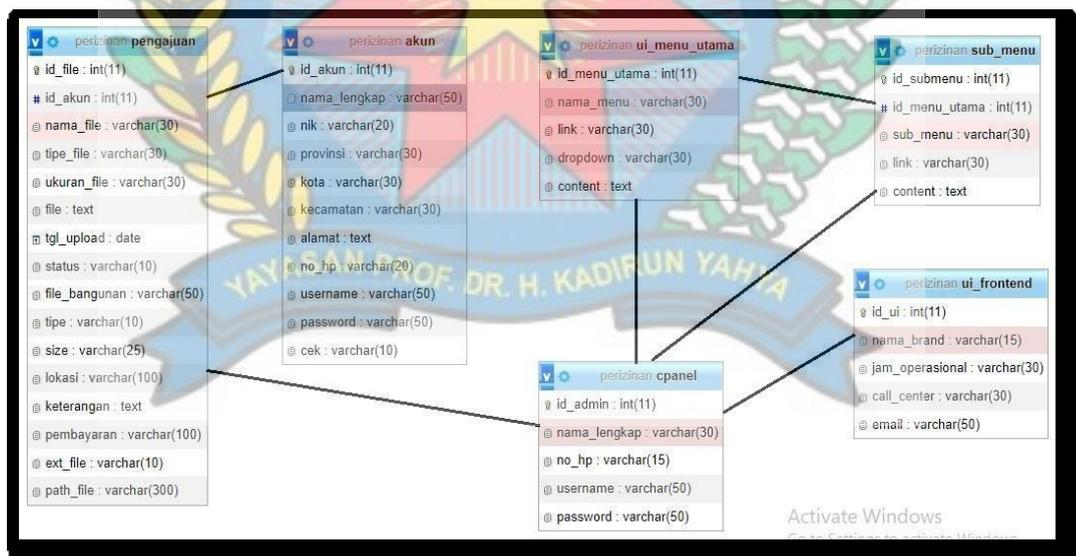 perizinan pengajuan
id_file : int(11)
id_akun : int(11)
nama_file : varchar(30)
tipe_file : varchar(30)
ukuran_file : varchar(30)
file : text
tgl_upload : date
status : varchar(10)
file_bangunan : varchar(50)
tipe : varchar(10)
size : varchar(25)
lokasi : varchar(100)
keterangan : text
pembayaran : varchar(100)
ext_file : varchar(10)
path_file : varchar(300)
perizinan akun
id_akun : int(11)
nama_lengkap : varchar(50)
nik : varchar(20)
provinsi : varchar(30)
kota : varchar(30)
kecamatan : varchar(30)
alamat : text
no_hp : varchar(20)
username : varchar(50)
password : varchar(50)
cek : varchar(10)
perizinan ui_menu_utama
id_menu_utama : int(11)
nama_menu : varchar(30)
link : varchar(30)
dropdown : varchar(30)
content : text
perizinan sub_menu
id_submenu : int(11)
id_menu_utama : int(11)
sub_menu : varchar(30)
link : varchar(30)
content : text
YAYASAN PROF. DR. H. KADIRUN YAHYA
perizinan ui_frontend
id_ui : int(11)
nama_brand : varchar(15)
jam_operasional : varchar(30)
call_center : varchar(30)
email : varchar(50)
perizinan cpanel
id_admin : int(11)
nama_lengkap : varchar(30)
no_hp : varchar(15)
username : varchar(50)
password : varchar(50)
Activate Windows
Go to Settings to activate Windows.